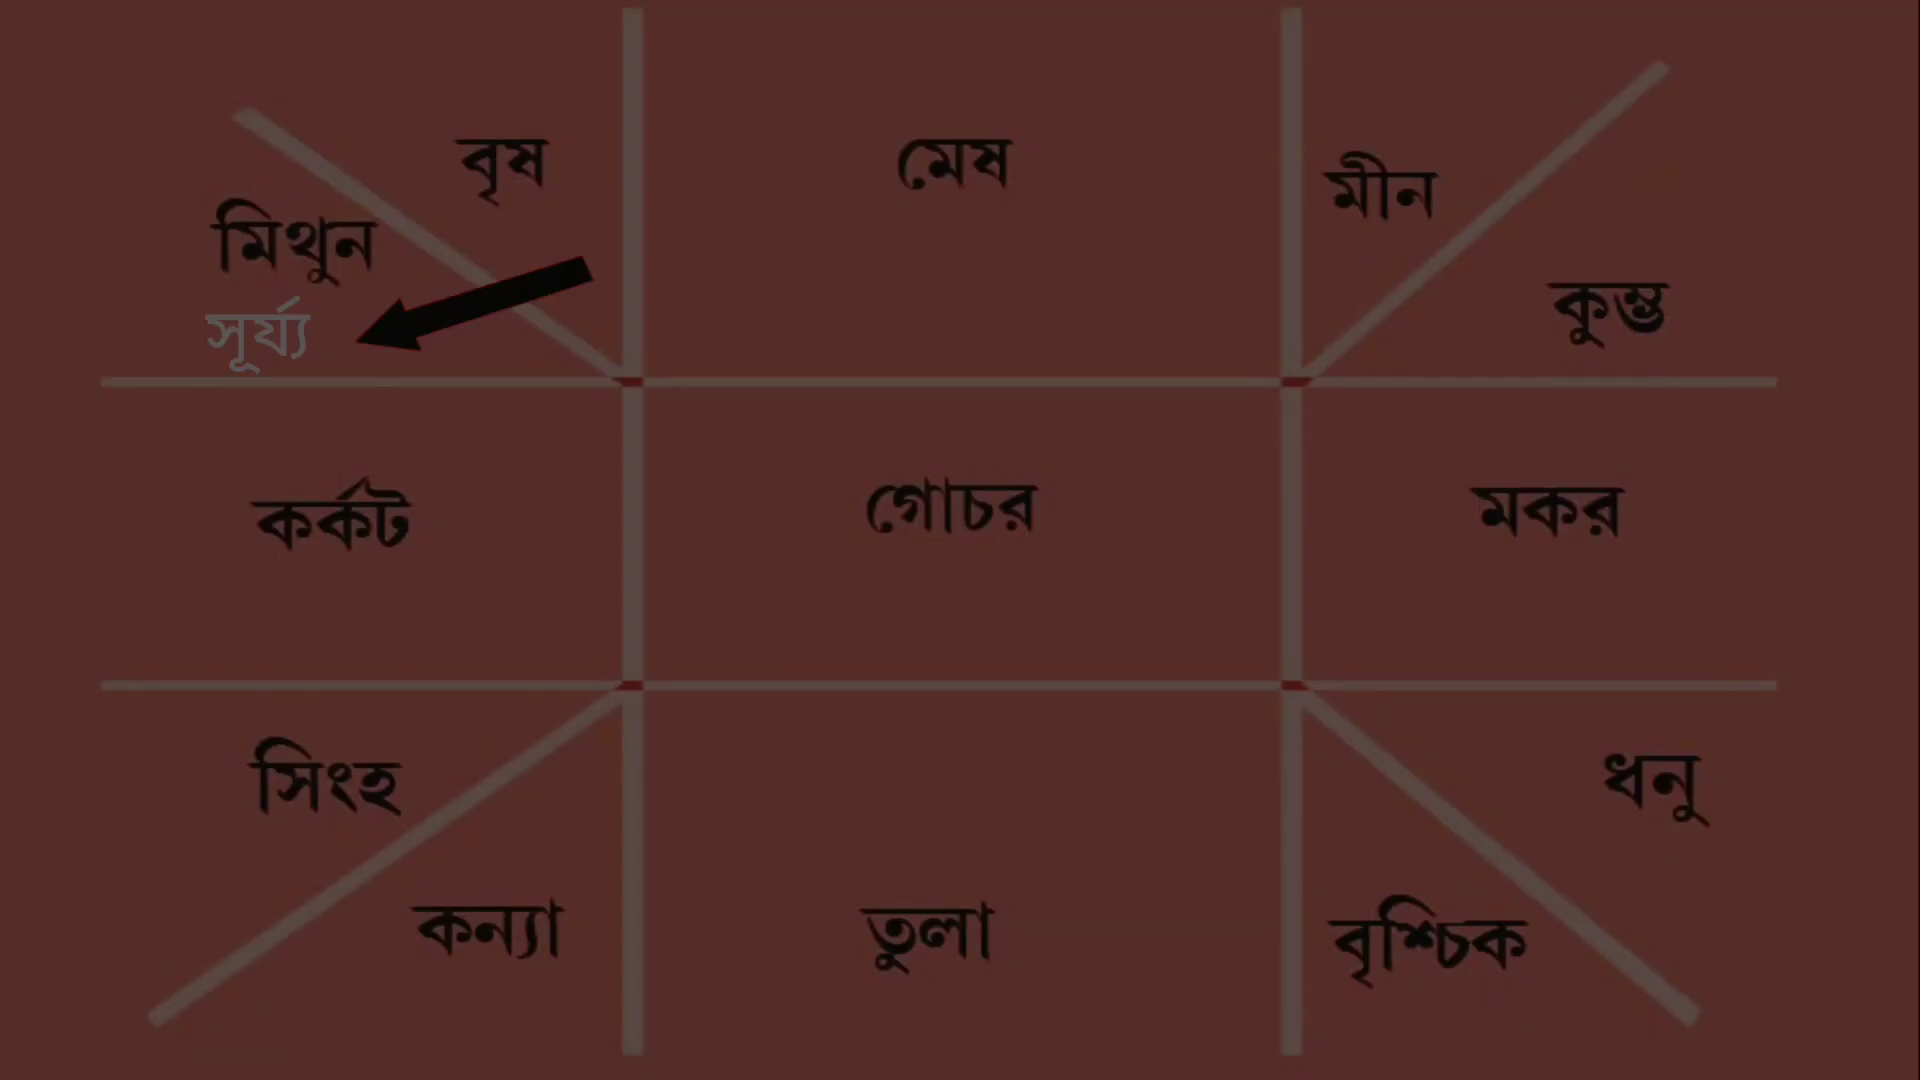 বৃষ
মেষ
মীন
মিথুন
সূর্য্য
কুম্ভ
কর্কট
গোচর
মকর
সিংহ
ধনু
কন্যা
তুলা
বৃশ্চিক